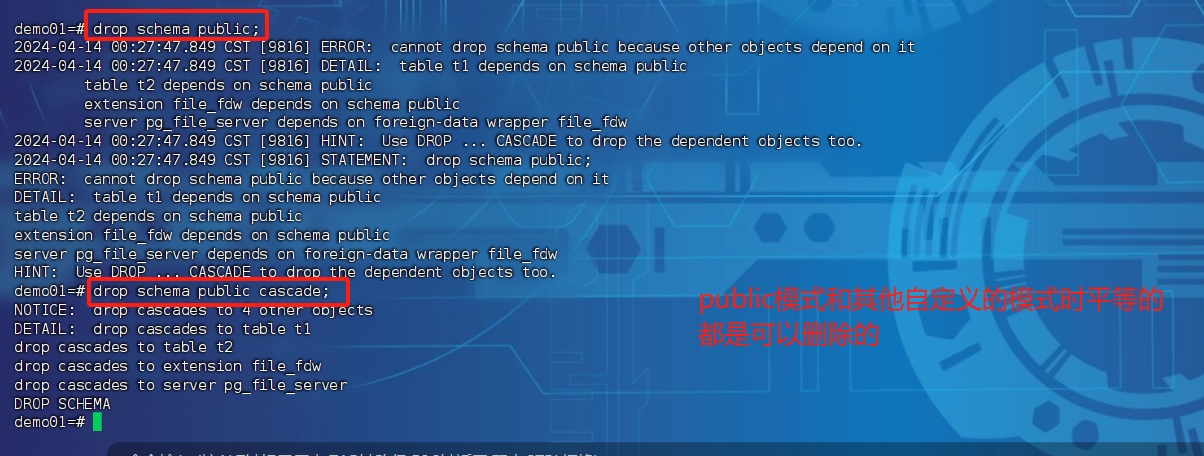 demo01=# drop schema public;
2024-04-14 00:27:47.849 CST [9816] ERROR:  cannot drop schema public because other objects depend on it
2024-04-14 00:27:47.849 CST [9816] DETAIL:  table t1 depends on schema public
table t2 depends on schema public
extension file_fdw depends on schema public
server pg_file_server depends on foreign-data wrapper file_fdw
2024-04-14 00:27:47.849 CST [9816] HINT:  Use DROP ... CASCADE to drop the dependent objects too.
2024-04-14 00:27:47.849 CST [9816] STATEMENT:  drop schema public;
ERROR:  cannot drop schema public because other objects depend on it
DETAIL:  table t1 depends on schema public
table t2 depends on schema public
extension file_fdw depends on schema public
server pg_file_server depends on foreign-data wrapper file_fdw
HINT:  Use DROP ... CASCADE to drop the dependent objects too.
demo01=# drop schema public cascade;
NOTICE:  drop cascades to 4 other objects
DETAIL:  drop cascades to table t1
drop cascades to table t2
drop cascades to extension file_fdw
drop cascades to server pg_file_server
DROP SCHEMA
demo01=#
public模式和其他自定义的模式时平等的
都是可以删除的